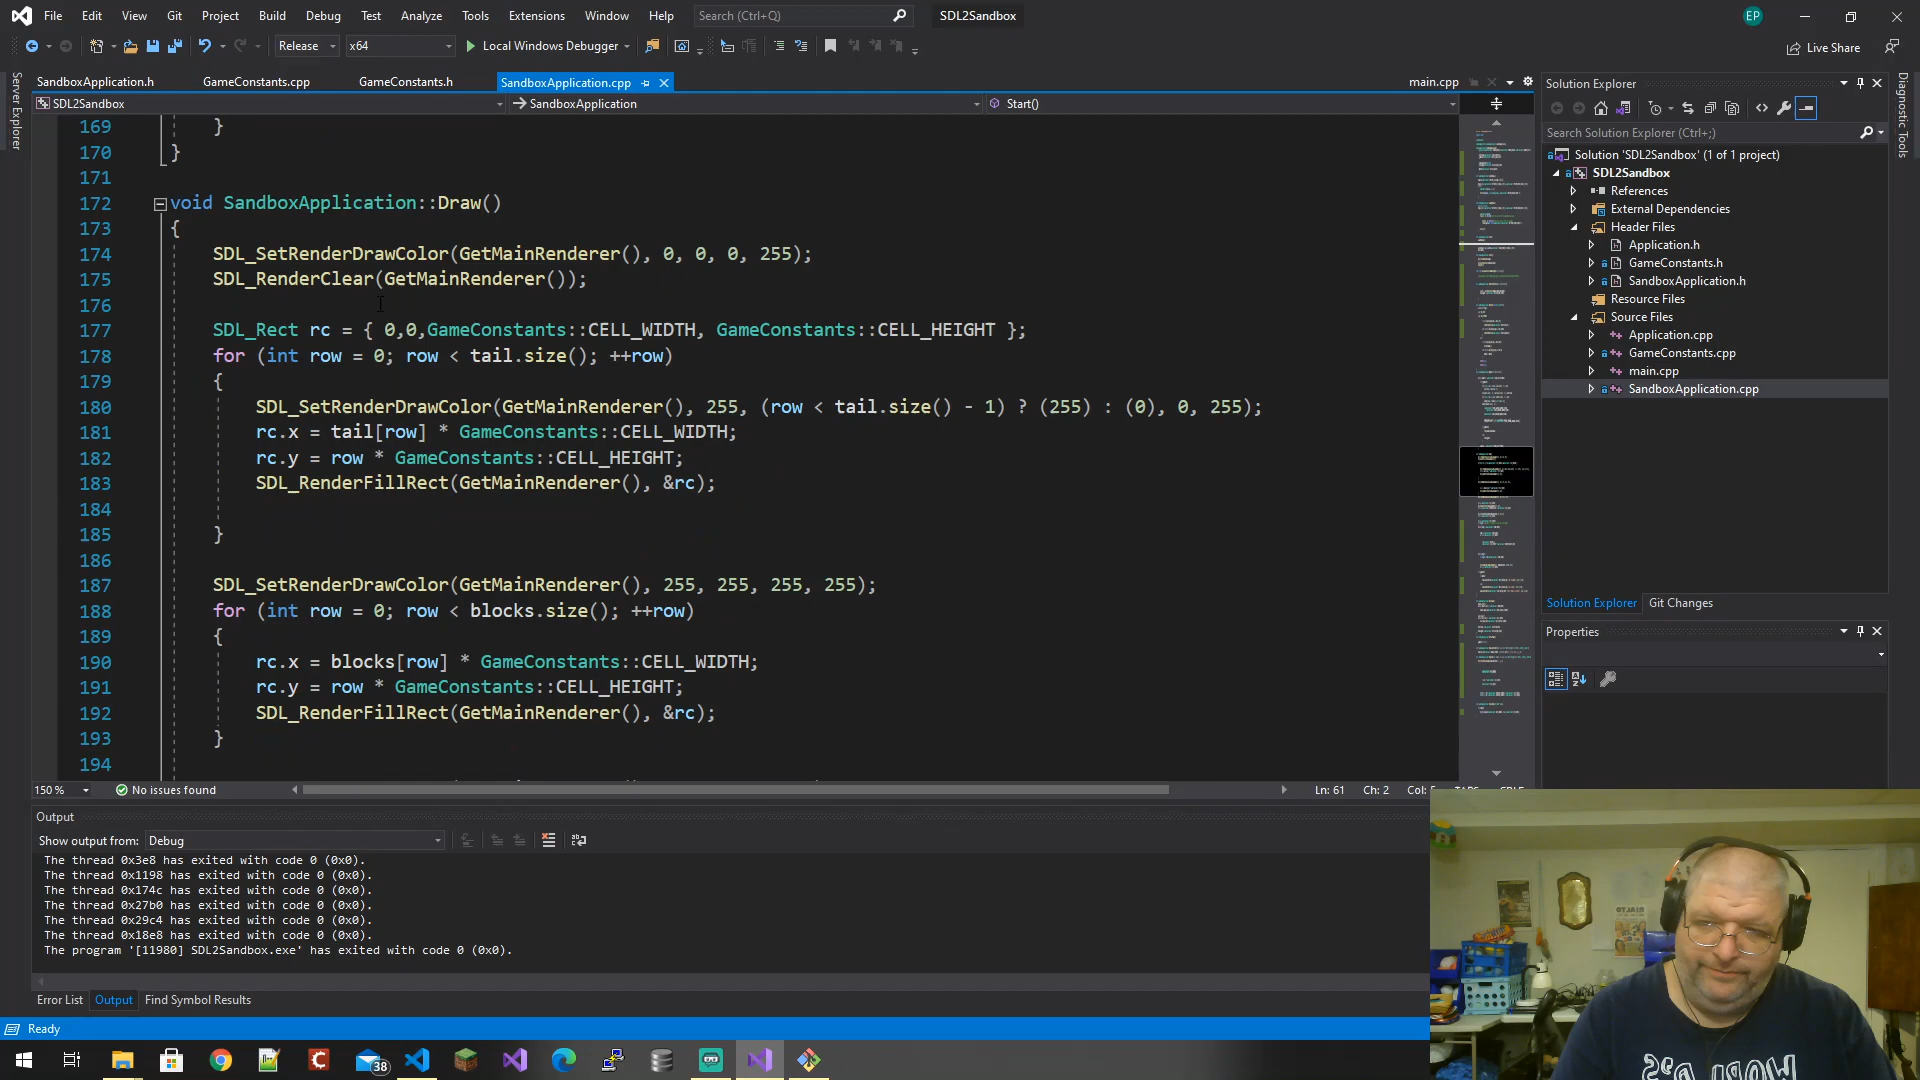 File Edit View Git Project Build Debug Test Analyze Tools Extensions Window Help Search (Ctrl+Q) SDL2Sandbox EP
Release x64 Local Windows Debugger Live Share
SandboxApplication.h GameConstants.cpp GameConstants.h SandboxApplication.cpp main.cpp
SDL2Sandbox SandboxApplication Start()
Server Explorer
169 }
170 }
171
172 void SandboxApplication::Draw()
173 {
174 SDL_SetRenderDrawColor(GetMainRenderer(), 0, 0, 0, 255);
175 SDL_RenderClear(GetMainRenderer());
176
177 SDL_Rect rc = { 0,0,GameConstants::CELL_WIDTH, GameConstants::CELL_HEIGHT };
178 for (int row = 0; row < tail.size(); ++row)
179 {
180 SDL_SetRenderDrawColor(GetMainRenderer(), 255, (row < tail.size() - 1) ? (255) : (0), 0, 255);
181 rc.x = tail[row] * GameConstants::CELL_WIDTH;
182 rc.y = row * GameConstants::CELL_HEIGHT;
183 SDL_RenderFillRect(GetMainRenderer(), &rc);
184
185 }
186
187 SDL_SetRenderDrawColor(GetMainRenderer(), 255, 255, 255, 255);
188 for (int row = 0; row < blocks.size(); ++row)
189 {
190 rc.x = blocks[row] * GameConstants::CELL_WIDTH;
191 rc.y = row * GameConstants::CELL_HEIGHT;
192 SDL_RenderFillRect(GetMainRenderer(), &rc);
193 }
194
150 % No issues found Ln: 61 Ch: 2
Output
Show output from: Debug
The thread 0x3e8 has exited with code 0 (0x0).
The thread 0x1198 has exited with code 0 (0x0).
The thread 0x174c has exited with code 0 (0x0).
The thread 0x27b0 has exited with code 0 (0x0).
The thread 0x29c4 has exited with code 0 (0x0).
The thread 0x18e8 has exited with code 0 (0x0).
The program '[11980] SDL2Sandbox.exe' has exited with code 0 (0x0).
Error List Output Find Symbol Results
Ready
38
Solution Explorer
Search Solution Explorer (Ctrl+;)
Solution 'SDL2Sandbox' (1 of 1 project)
SDL2Sandbox
References
External Dependencies
Header Files
Application.h
GameConstants.h
SandboxApplication.h
Resource Files
Source Files
Application.cpp
GameConstants.cpp
main.cpp
SandboxApplication.cpp
Solution Explorer Git Changes
Properties
Diagnostic Tools
RIALTO